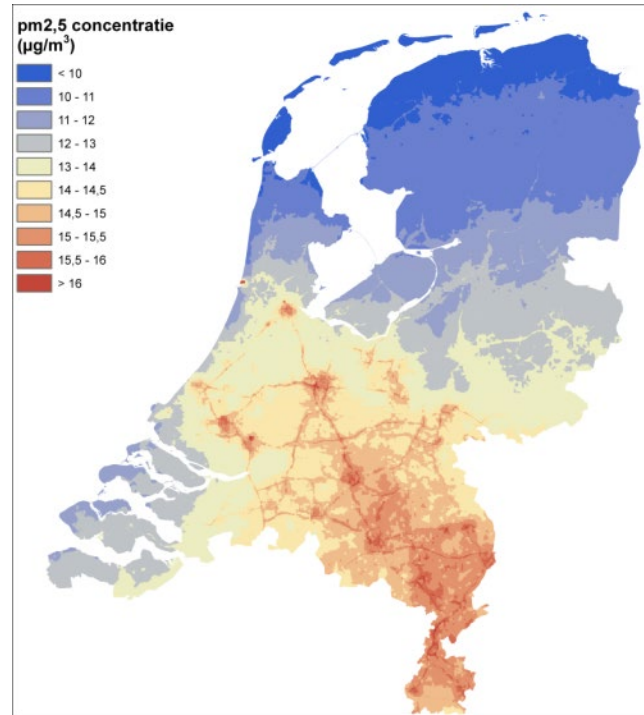 pm2,5 concentratie
(µg/m³)
< 10
10 - 11
11 - 12
12 - 13
13 - 14
14 - 14,5
14,5 - 15
15 - 15,5
15,5 - 16
> 16